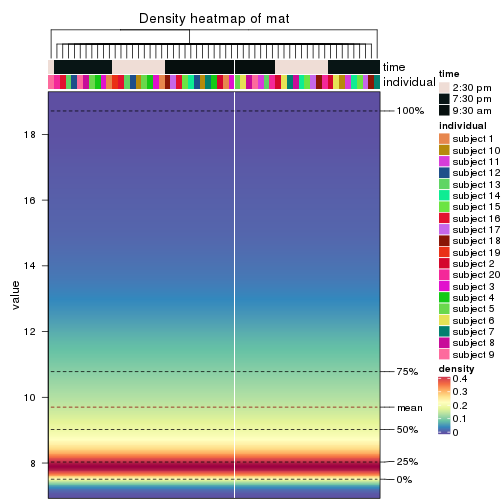 Density heatmap of mat
time
individual
value
18
16
14
12
10
8
100%
75%
mean
50%
25%
0%
time
2:30 pm
7:30 pm
9:30 am
individual
subject 1
subject 10
subject 11
subject 12
subject 13
subject 14
subject 15
subject 16
subject 17
subject 18
subject 19
subject 2
subject 20
subject 3
subject 4
subject 5
subject 6
subject 7
subject 8
subject 9
density
0.4
0.3
0.2
0.1
0